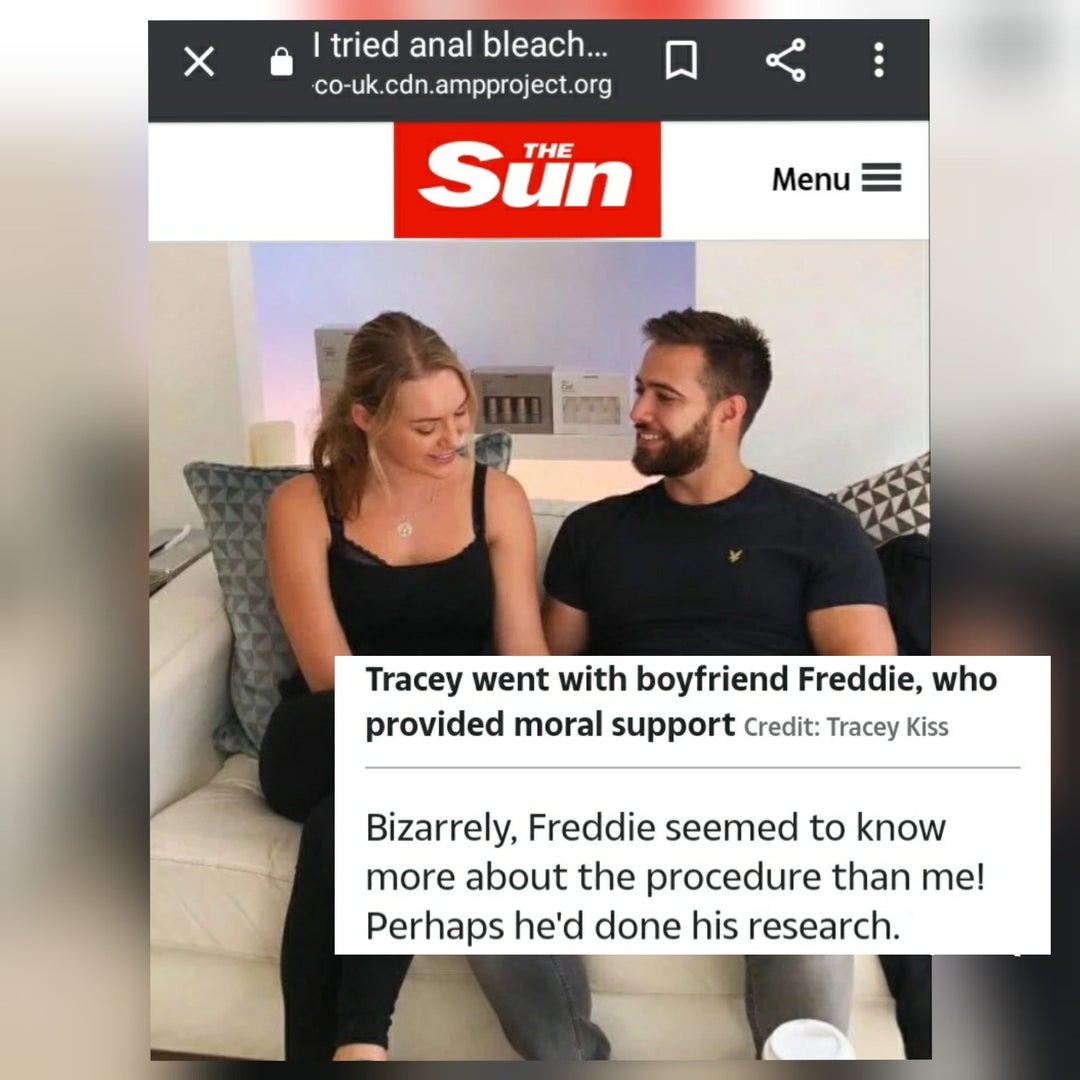 I tried anal bleach...
co-uk.cdn.ampproject.org
THE
Sun
Menu
Tracey went with boyfriend Freddie, who
provided moral support Credit: Tracey Kiss
Bizarrely, Freddie seemed to know
more about the procedure than me!
Perhaps he'd done his research.